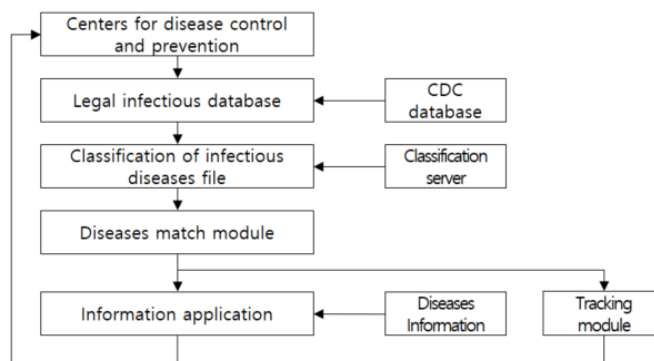 Centers for disease control
and prevention
Legal infectious database
CDC
database
Classification of infectious
diseases file
Classification
server
Diseases match module
Information application
Diseases
Information
Tracking
module